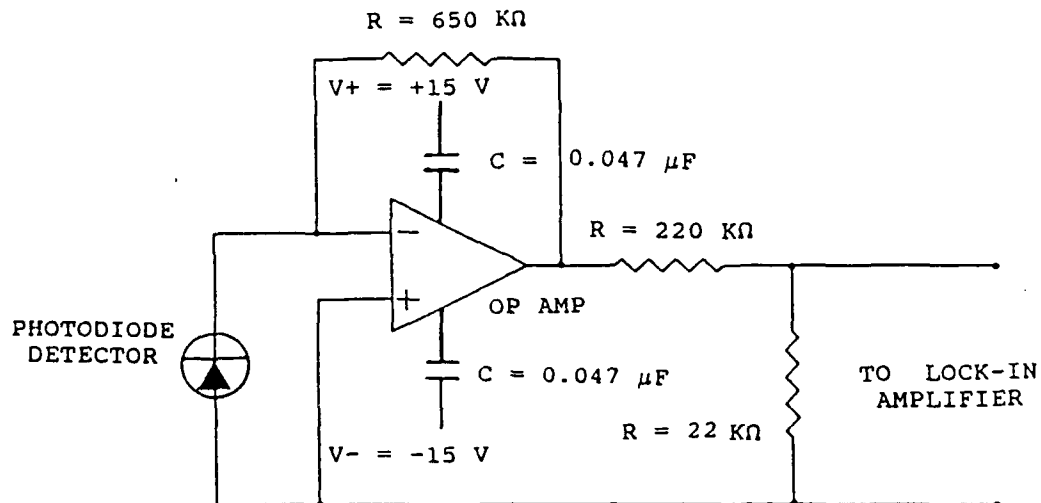 R = 650 KΩ
V+ = +15 V
C = 0.047 μF
R = 220 KΩ
−
+
OP AMP
PHOTODIODE
DETECTOR
C = 0.047 μF
TO LOCK-IN
AMPLIFIER
R = 22 KΩ
V- = -15 V